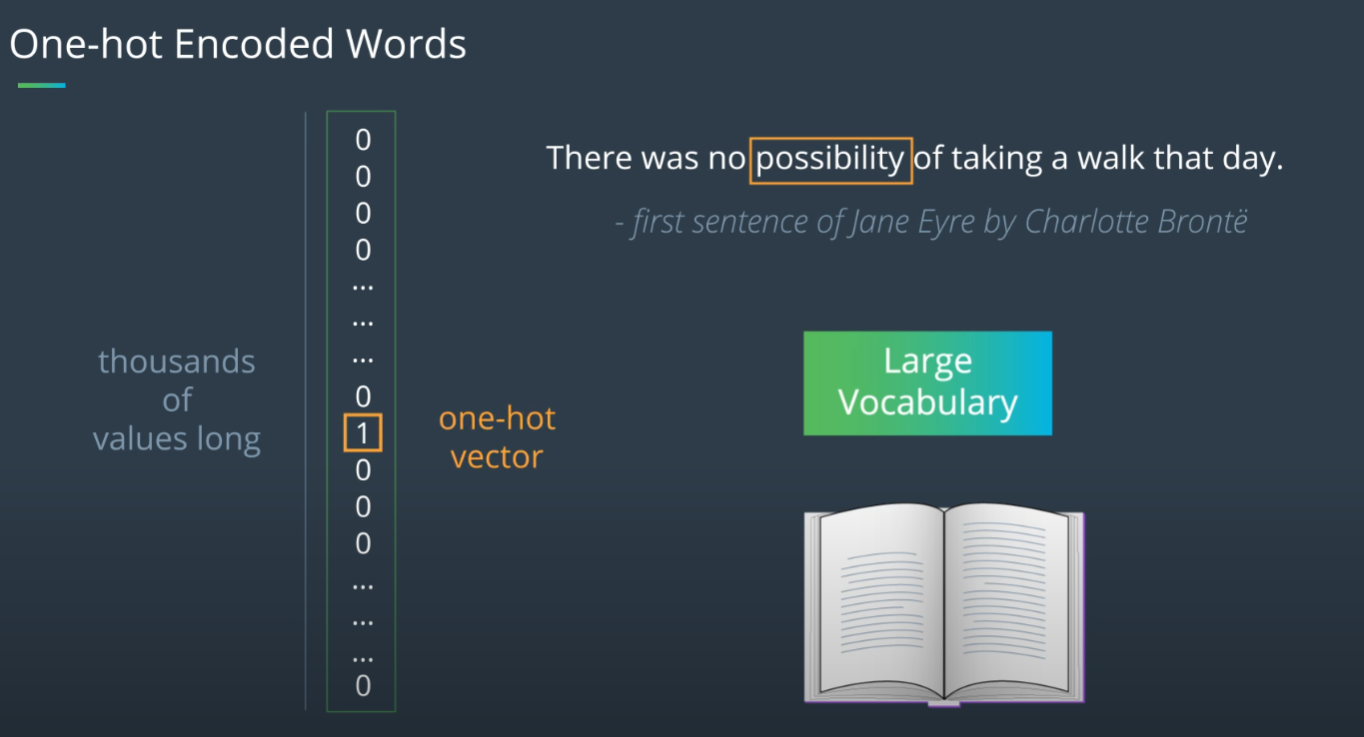 One-hot Encoded Words
0
0
0
0
...
...
...
0
1
0
0
0
...
...
...
0
thousands
of
values long
one-hot
vector
There was no possibility of taking a walk that day.
- first sentence of Jane Eyre by Charlotte Brontë
Large
Vocabulary